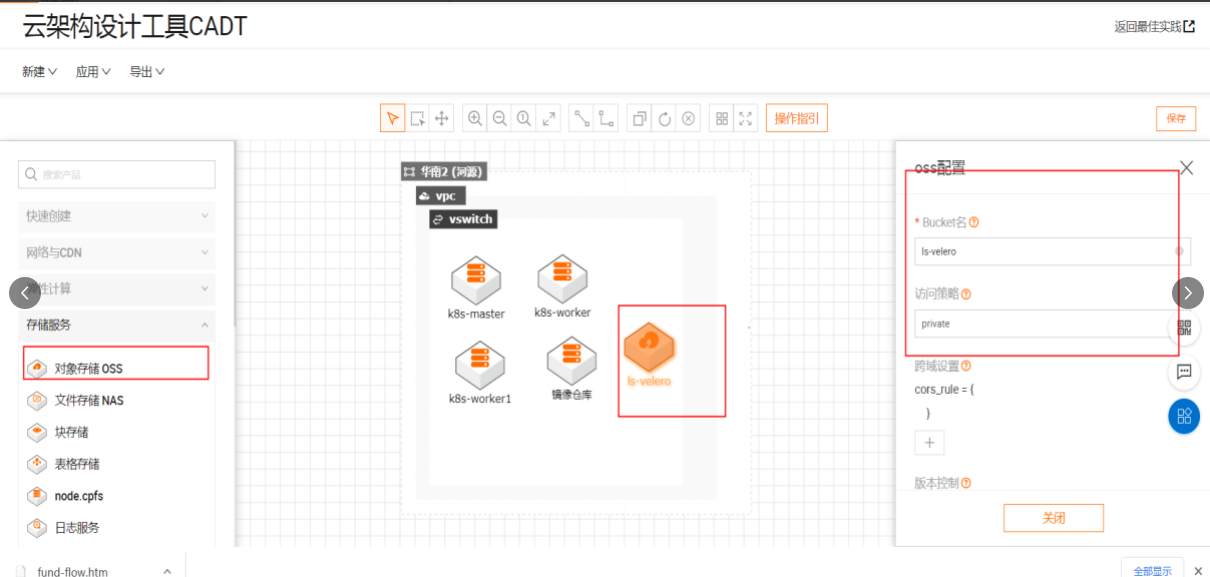 云架构设计工具CADT
返回最佳实践
新建 应用 导出
操作指引
保存
搜索产品
快速创建
网络与CDN
弹性计算
存储服务
对象存储 OSS
文件存储 NAS
块存储
表格存储
node.cpfs
日志服务
华南2 (河源)
vpc
vswitch
k8s-master
k8s-worker
k8s-worker1
镜像仓库
ls-velero
oss配置
* Bucket名
ls-velero
访问策略
private
跨域设置
cors_rule = {
}
版本控制
关闭
fund-flow.htm
全部显示